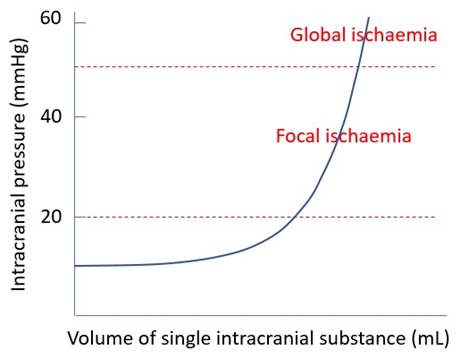 60
Global ischaemia
40
Focal ischaemia
20
Intracranial pressure (mmHg)
Volume of single intracranial substance (mL)